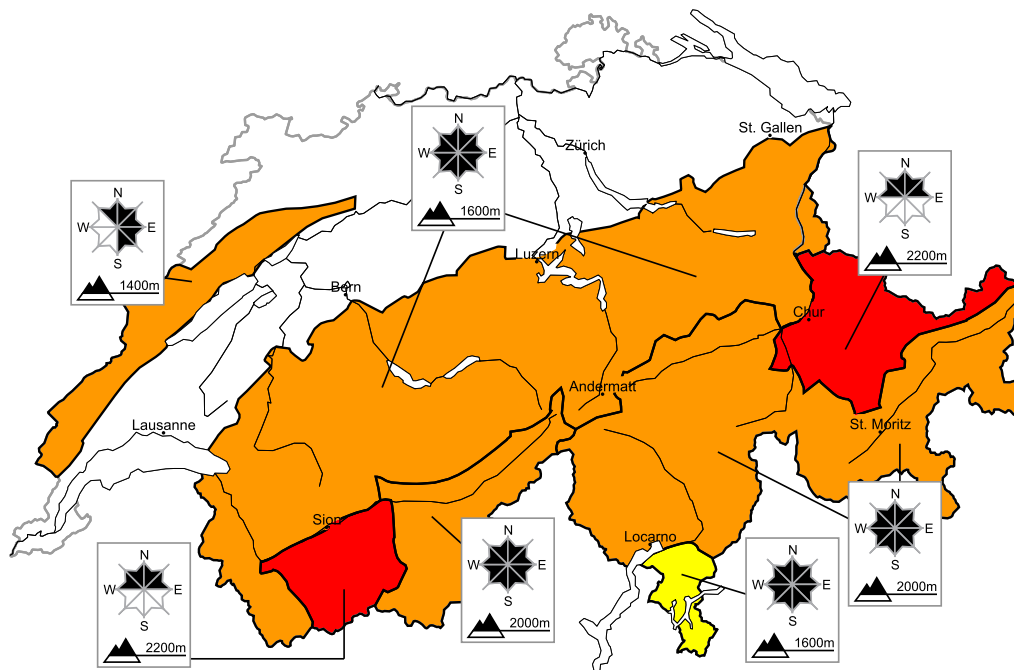 St. Gallen
Zürich
N
W E
S
1600m
N
W E
S
2200m
N
W E
S
1400m
Luzern
Bern
Chur
Andermatt
Lausanne
St. Moritz
Sion
Locarno
N
W E
S
2000m
N
W E
S
2000m
N
W E
S
1600m
N
W E
S
2200m